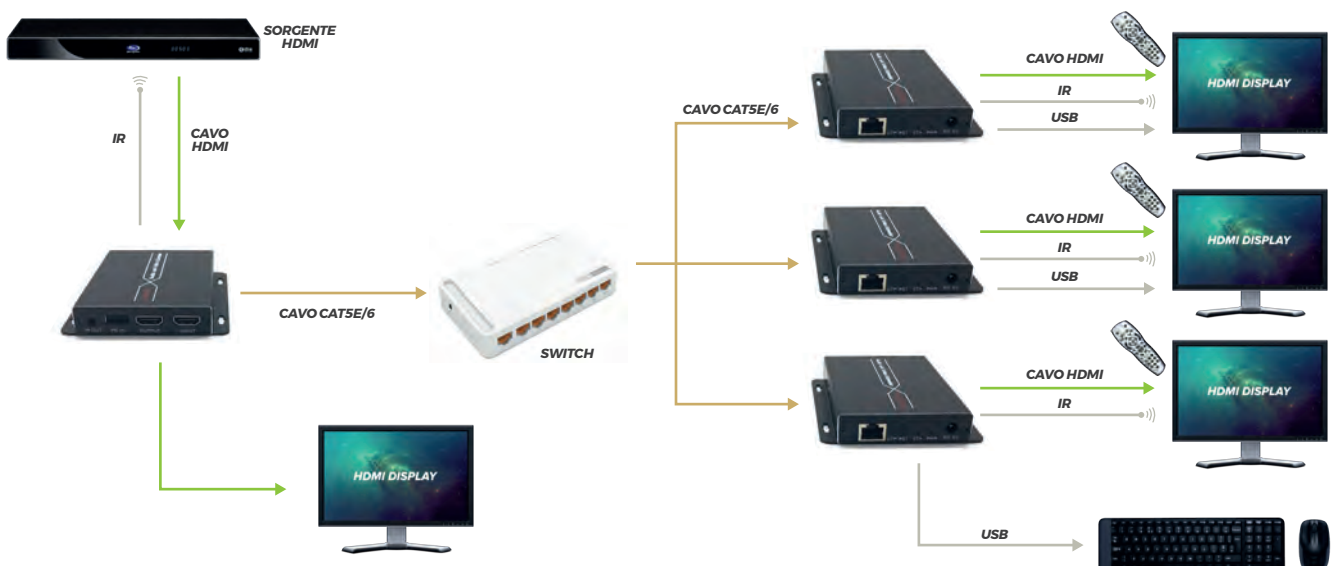 SORGENTE
HDMI
IR
CAVO
HDMI
CAVO CAT5E/6
SWITCH
HDMI DISPLAY
CAVO CAT5E/6
CAVO HDMI
IR
USB
HDMI DISPLAY
CAVO HDMI
IR
USB
HDMI DISPLAY
CAVO HDMI
IR
HDMI DISPLAY
USB